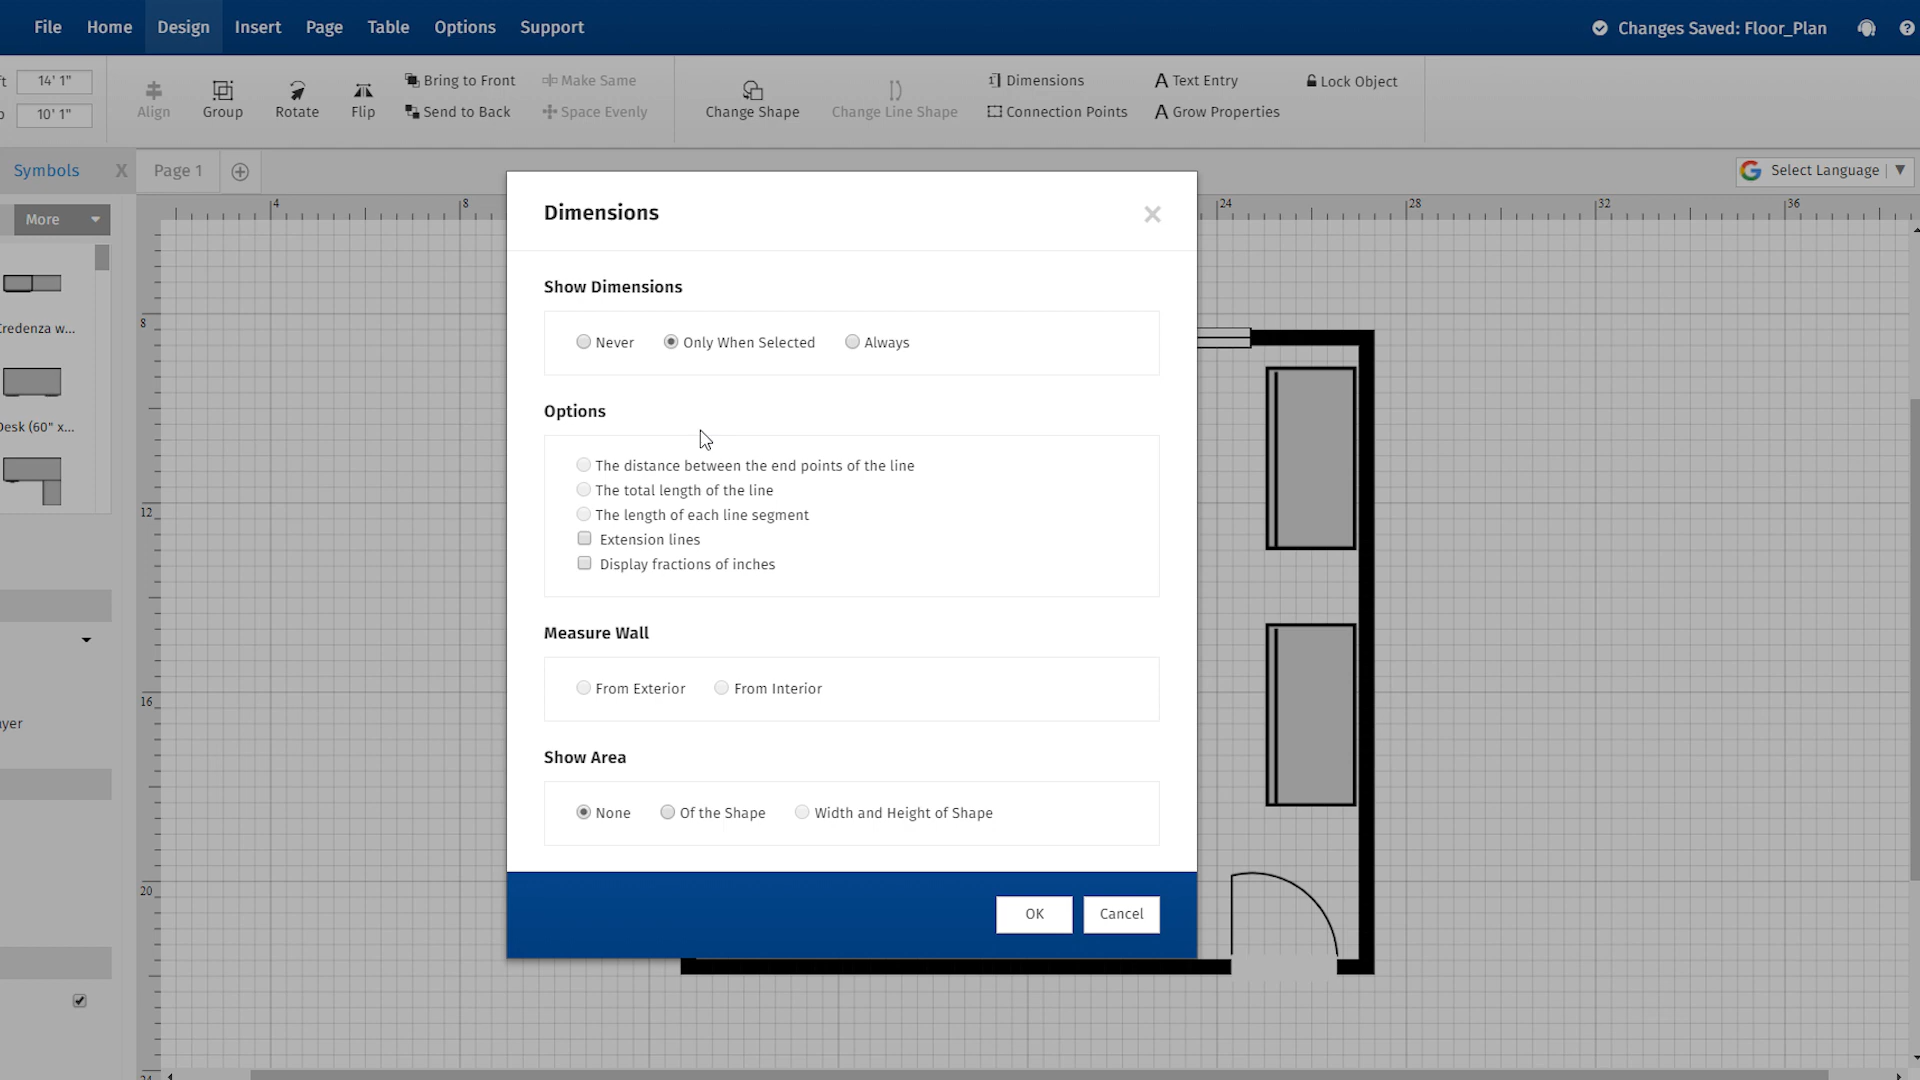 File Home Design Insert Page Table Options Support
Changes Saved: Floor_Plan
14' 1"
10' 1"
Align
Group
Rotate
Flip
Bring to Front
Send to Back
Make Same
Space Evenly
Change Shape
Change Line Shape
Dimensions
Connection Points
A Text Entry
A Grow Properties
Lock Object
Symbols X
Page 1
Select Language
More
4 8 24 28 32 36
8
12
16
20
24
Credenza w...
Desk (60" x...
ayer
Dimensions
Show Dimensions
Never Only When Selected Always
Options
The distance between the end points of the line
The total length of the line
The length of each line segment
Extension lines
Display fractions of inches
Measure Wall
From Exterior From Interior
Show Area
None Of the Shape Width and Height of Shape
OK Cancel